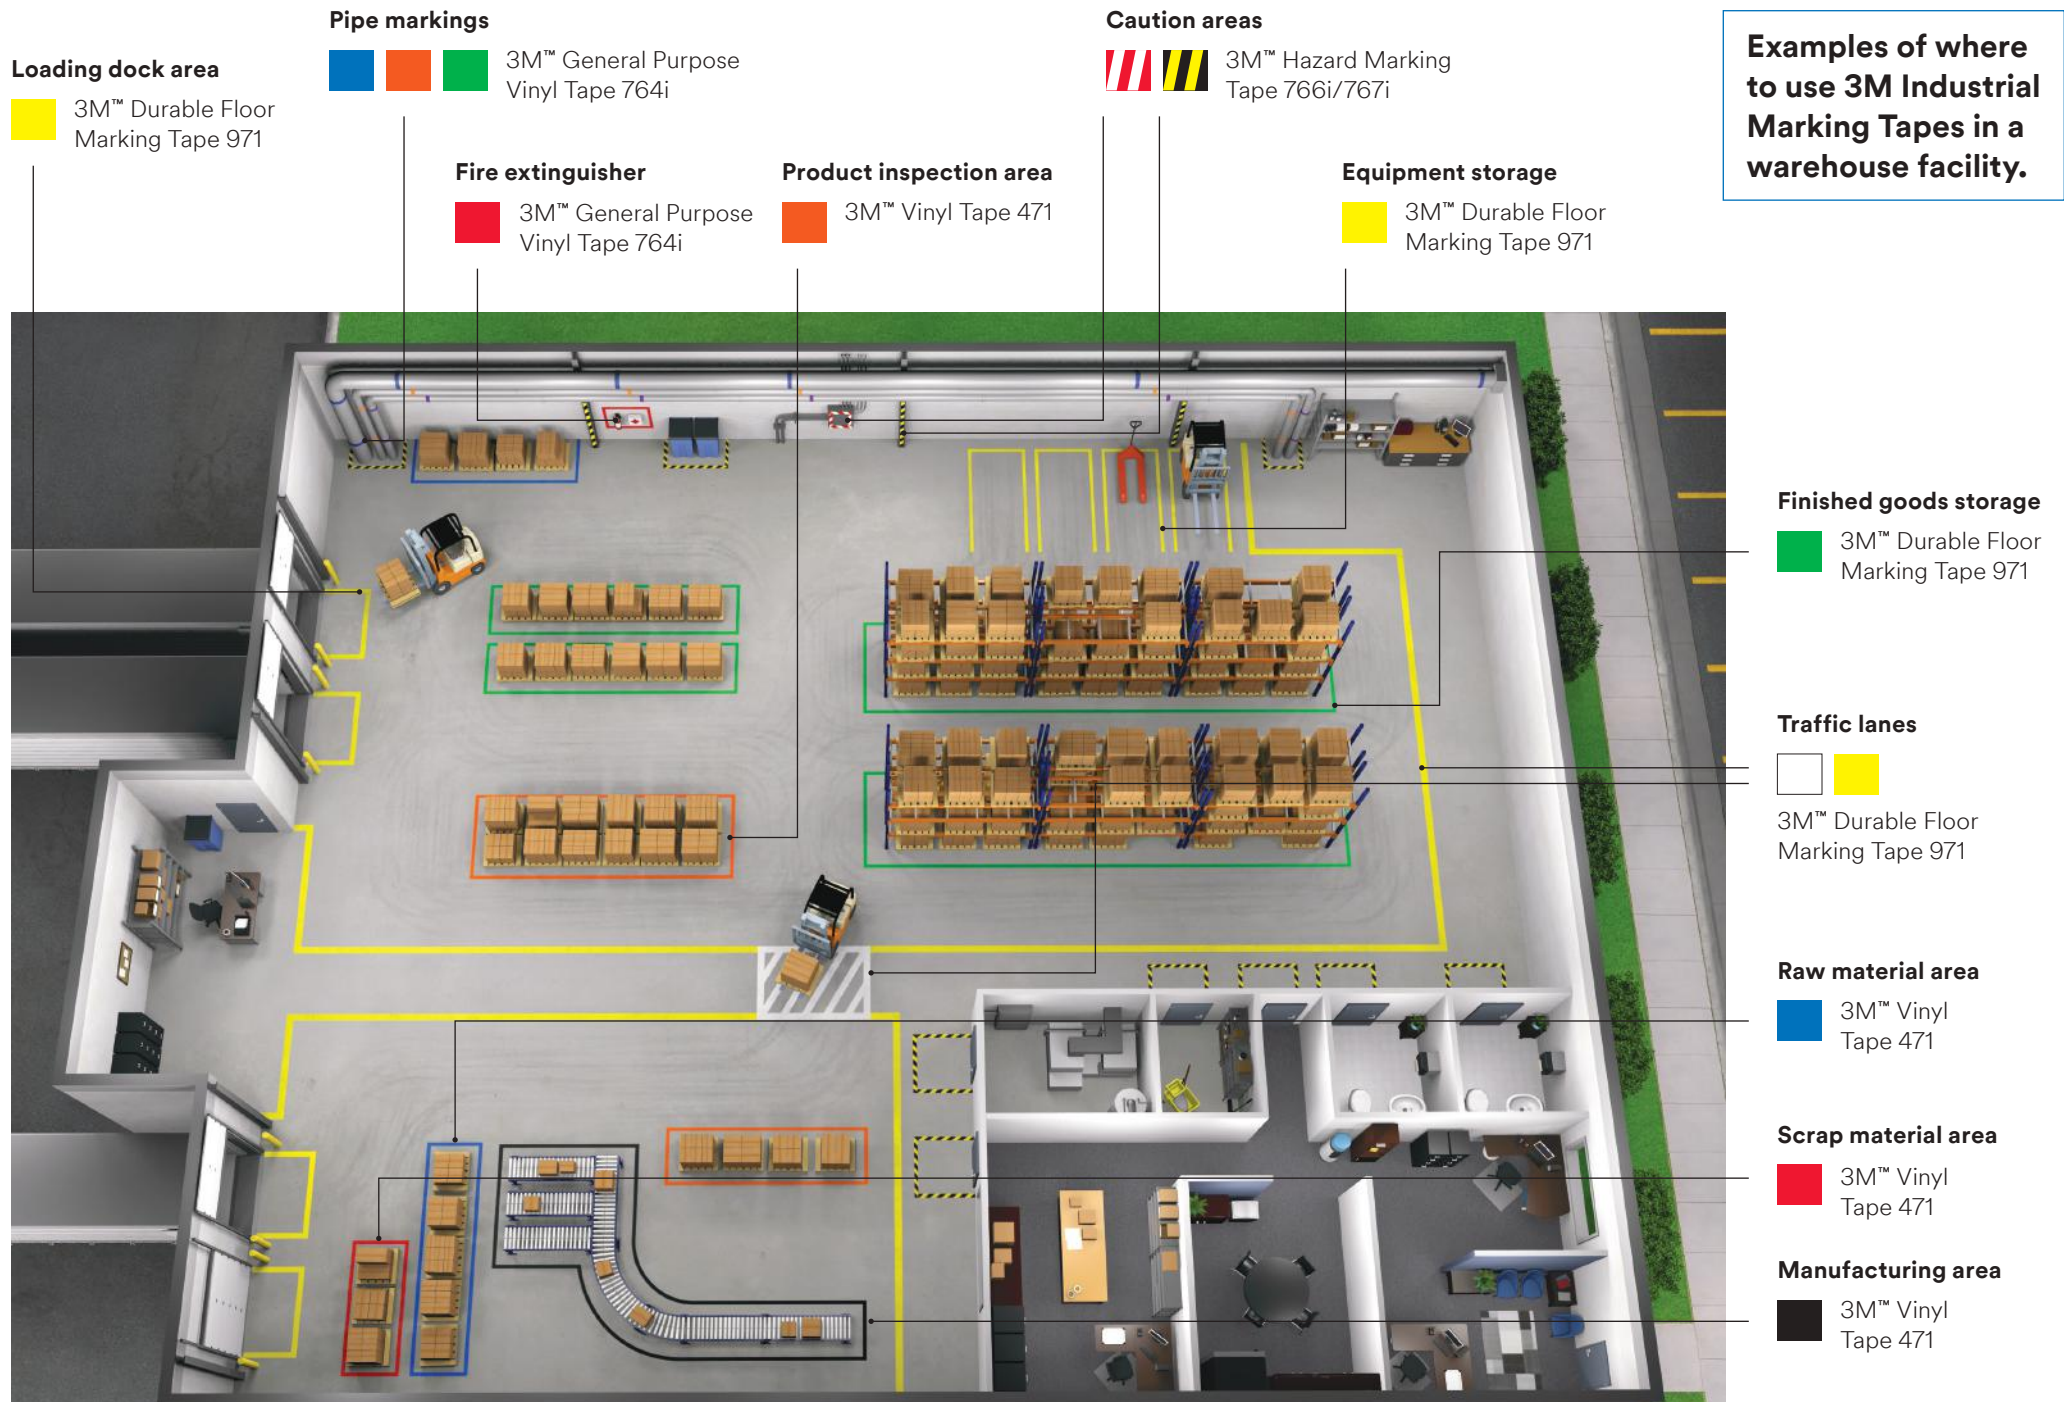 Pipe markings
3M™ General Purpose
Vinyl Tape 764i
Caution areas
3M™ Hazard Marking
Tape 766i/767i
Examples of where
to use 3M Industrial
Marking Tapes in a
warehouse facility.
Loading dock area
3M™ Durable Floor
Marking Tape 971
Fire extinguisher
3M™ General Purpose
Vinyl Tape 764i
Product inspection area
3M™ Vinyl Tape 471
Equipment storage
3M™ Durable Floor
Marking Tape 971
Finished goods storage
3M™ Durable Floor
Marking Tape 971
Traffic lanes
3M™ Durable Floor
Marking Tape 971
Raw material area
3M™ Vinyl
Tape 471
Scrap material area
3M™ Vinyl
Tape 471
Manufacturing area
3M™ Vinyl
Tape 471